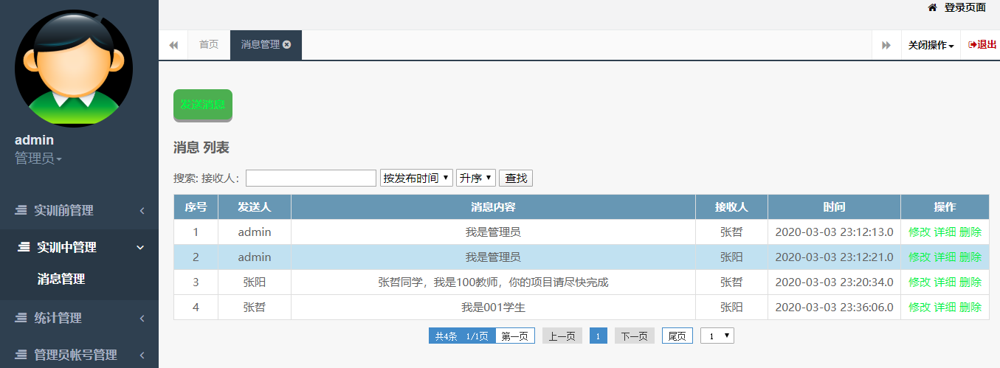 登录页面
首页 消息管理 关闭操作 退出
admin
管理员
实训前管理
实训中管理
消息管理
统计管理
管理员帐号管理
发送消息
消息 列表
搜索: 接收人: 按发布时间 升序 查找
序号 发送人 消息内容 接收人 时间 操作
1 admin 我是管理员 张哲 2020-03-03 23:12:13.0 修改 详细 删除
2 admin 我是管理员 张阳 2020-03-03 23:12:21.0 修改 详细 删除
3 张阳 张哲同学，我是100教师，你的项目请尽快完成 张哲 2020-03-03 23:20:34.0 修改 详细 删除
4 张哲 我是001学生 张阳 2020-03-03 23:36:06.0 修改 详细 删除
共4条 1/1页 第一页 上一页 1 下一页 尾页 1